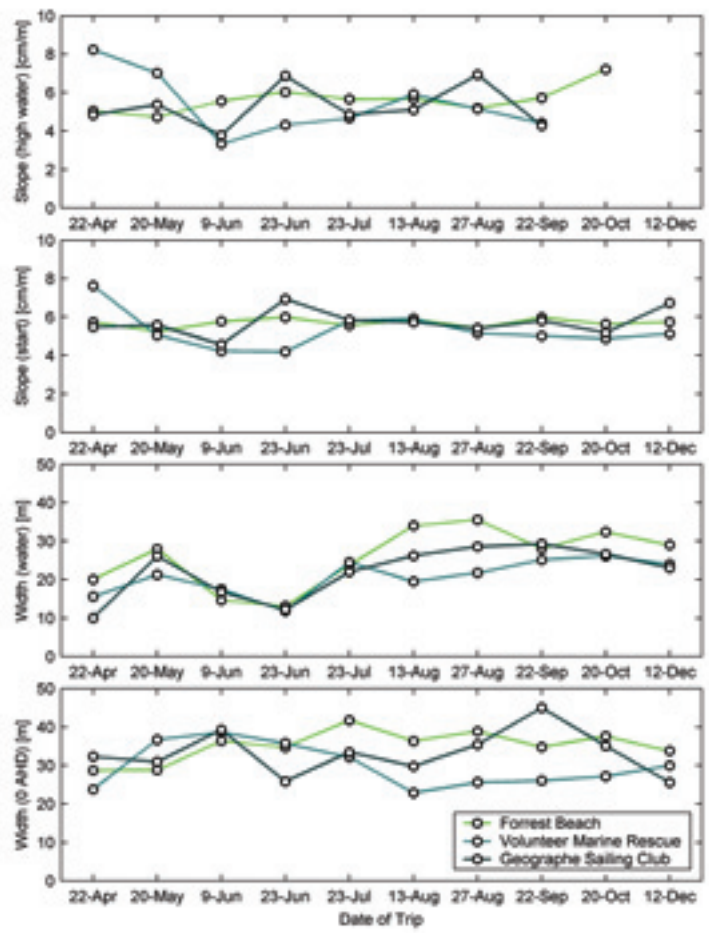 Slope (high water) [cm/m]
10
8
6
4
2
0
22-Apr 20-May 9-Jun 23-Jun 23-Jul 13-Aug 27-Aug 22-Sep 20-Oct 12-Dec
Slope (start) [cm/m]
10
8
6
4
2
0
22-Apr 20-May 9-Jun 23-Jun 23-Jul 13-Aug 27-Aug 22-Sep 20-Oct 12-Dec
Width (water) [m]
50
40
30
20
10
0
22-Apr 20-May 9-Jun 23-Jun 23-Jul 13-Aug 27-Aug 22-Sep 20-Oct 12-Dec
Width (0 AHD) [m]
50
40
30
20
10
0
Forrest Beach
Volunteer Marine Rescue
Geographe Sailing Club
22-Apr 20-May 9-Jun 23-Jun 23-Jul 13-Aug 27-Aug 22-Sep 20-Oct 12-Dec
Date of Trip